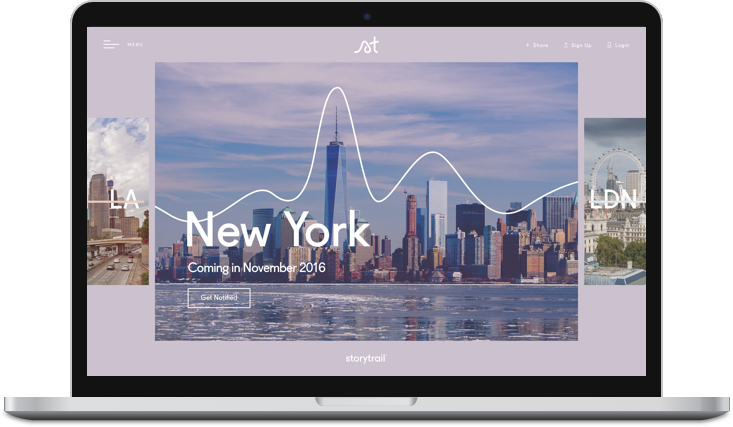 MENU
st
Share
Sign Up
Login
LA
New York
LDN
Coming in November 2016
Get Notified
storytrail